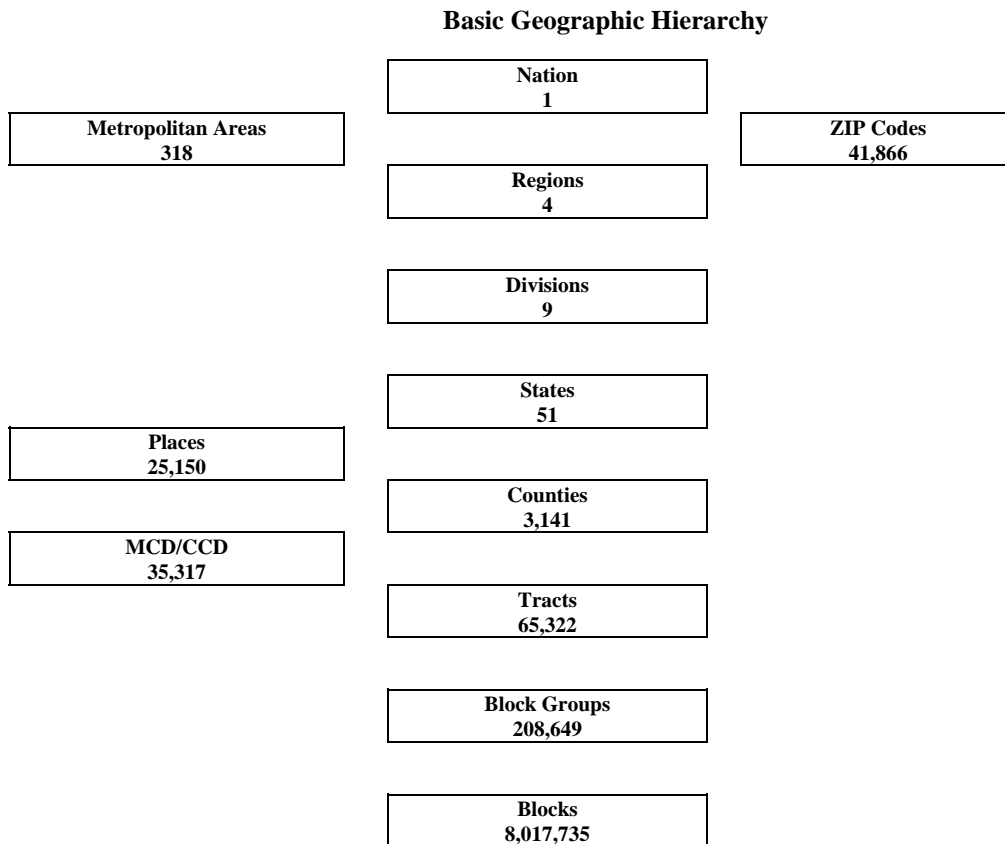 Basic Geographic Hierarchy
Nation
1
Metropolitan Areas
318
ZIP Codes
41,866
Regions
4
Divisions
9
States
51
Places
25,150
Counties
3,141
MCD/CCD
35,317
Tracts
65,322
Block Groups
208,649
Blocks
8,017,735